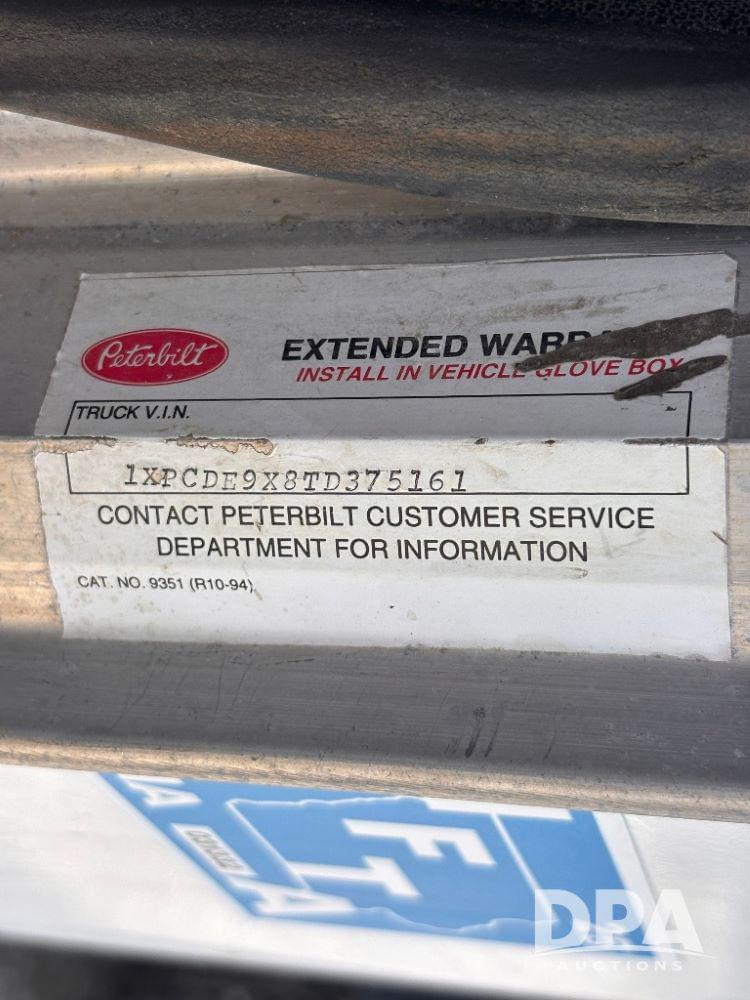 Peterbilt
EXTENDED
INSTALL IN VEHICLE GLOVE BOX
TRUCK V.I.N.
1XPCDE9X8TD375161
CONTACT PETERBILT CUSTOMER SERVICE
DEPARTMENT FOR INFORMATION
CAT. NO. 9351 (R10-94)
DPA
AUCTIONS